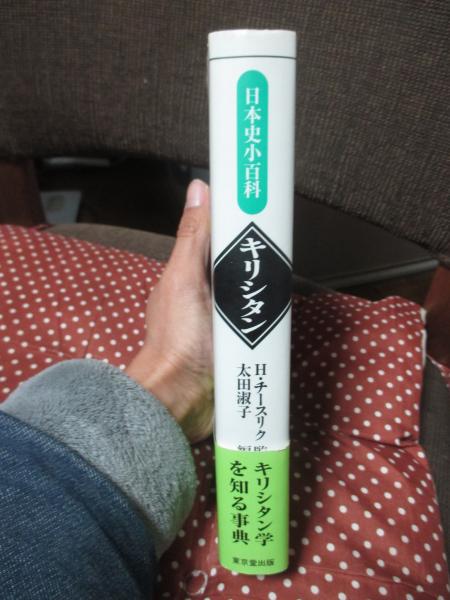 日本史小百科
キリシタン
H・チースリク
太田淑子
キリシタン学
を知る事典
東京堂出版